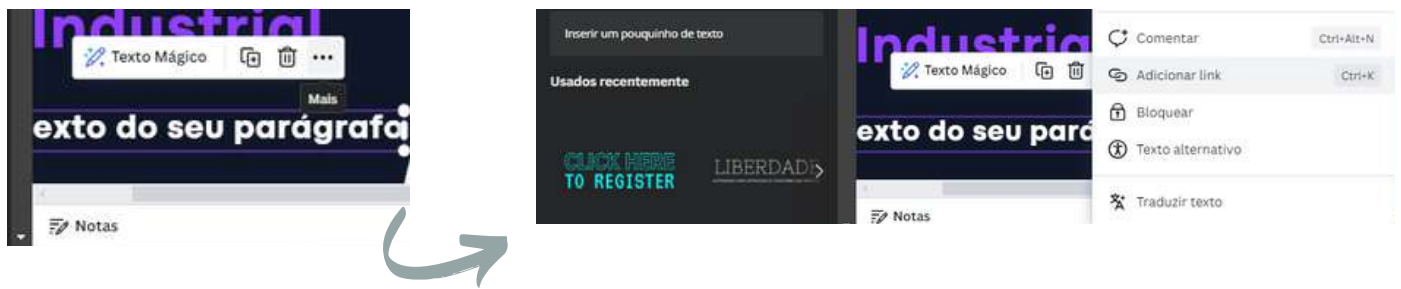 Industrial
Texto Mágico
Mais
exto do seu parágrafo
Notas
Inserir um pouquinho de texto
Usados recentemente
CLICK HERE
TO REGISTER
LIBERDADE
Industria
Texto Mágico
exto do seu pará
Notas
Comentar Ctrl+Alt+N
Adicionar link Ctrl+K
Bloquear
Texto alternativo
Traduzir texto